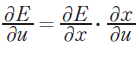 ∂E/∂u = ∂E/∂x · ∂x/∂u